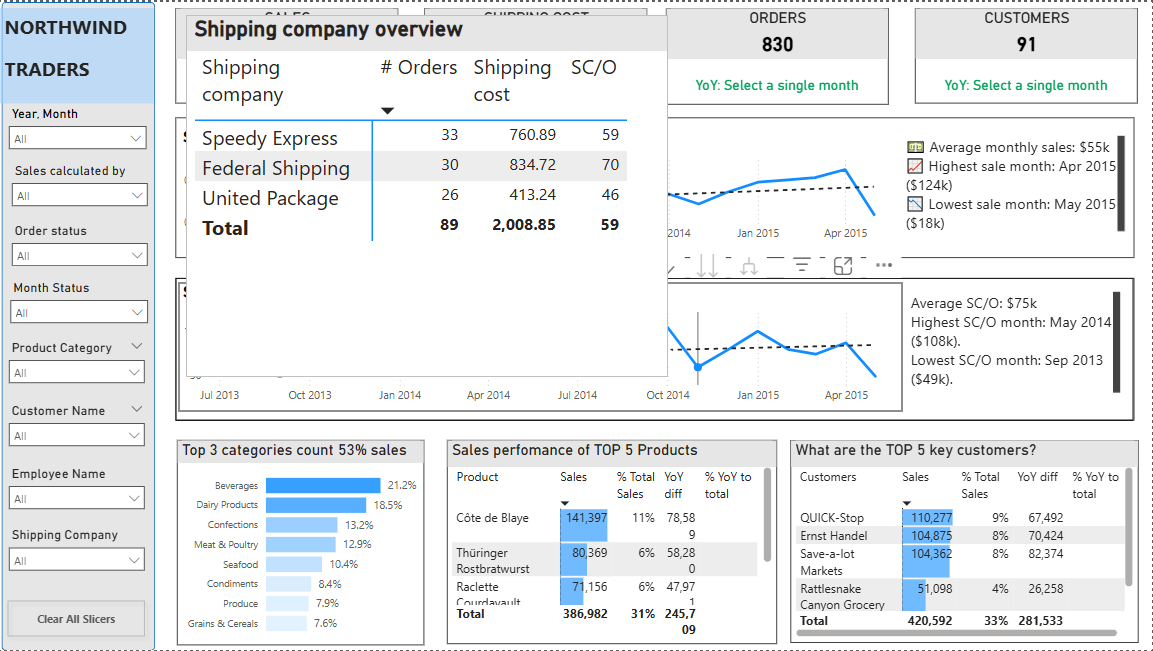 NORTHWIND
TRADERS
Year, Month
All
Sales calculated by
All
Order status
All
Month Status
All
Product Category
All
Customer Name
All
Employee Name
All
Shipping Company
All
Clear All Slicers
ORDERS
830
YoY: Select a single month
CUSTOMERS
91
YoY: Select a single month
Shipping company overview
Shipping company # Orders Shipping cost SC/O
Speedy Express 33 760.89 59
Federal Shipping 30 834.72 70
United Package 26 413.24 46
Total 89 2,008.85 59
2014 Jan 2015 Apr 2015
Average monthly sales: $55k
Highest sale month: Apr 2015
($124k)
Lowest sale month: May 2015
($18k)
Jul 2013 Oct 2013 Jan 2014 Apr 2014 Jul 2014 Oct 2014 Jan 2015 Apr 2015
Average SC/O: $75k
Highest SC/O month: May 2014
($108k).
Lowest SC/O month: Sep 2013
($49k).
Top 3 categories count 53% sales
Beverages 21.2%
Dairy Products 18.5%
Confections 13.2%
Meat & Poultry 12.9%
Seafood 10.4%
Condiments 8.4%
Produce 7.9%
Grains & Cereals 7.6%
Sales perfomance of TOP 5 Products
Product Sales % Total Sales YoY diff % YoY to total
Côte de Blaye 141,397 11% 78,589
Thüringer Rostbratwurst 80,369 6% 58,280
Raclette Courdavault 71,156 6% 47,971
Total 386,982 31% 245,709
What are the TOP 5 key customers?
Customers Sales % Total Sales YoY diff % YoY to total
QUICK-Stop 110,277 9% 67,492
Ernst Handel 104,875 8% 70,424
Save-a-lot Markets 104,362 8% 82,374
Rattlesnake Canyon Grocery 51,098 4% 26,258
Total 420,592 33% 281,533